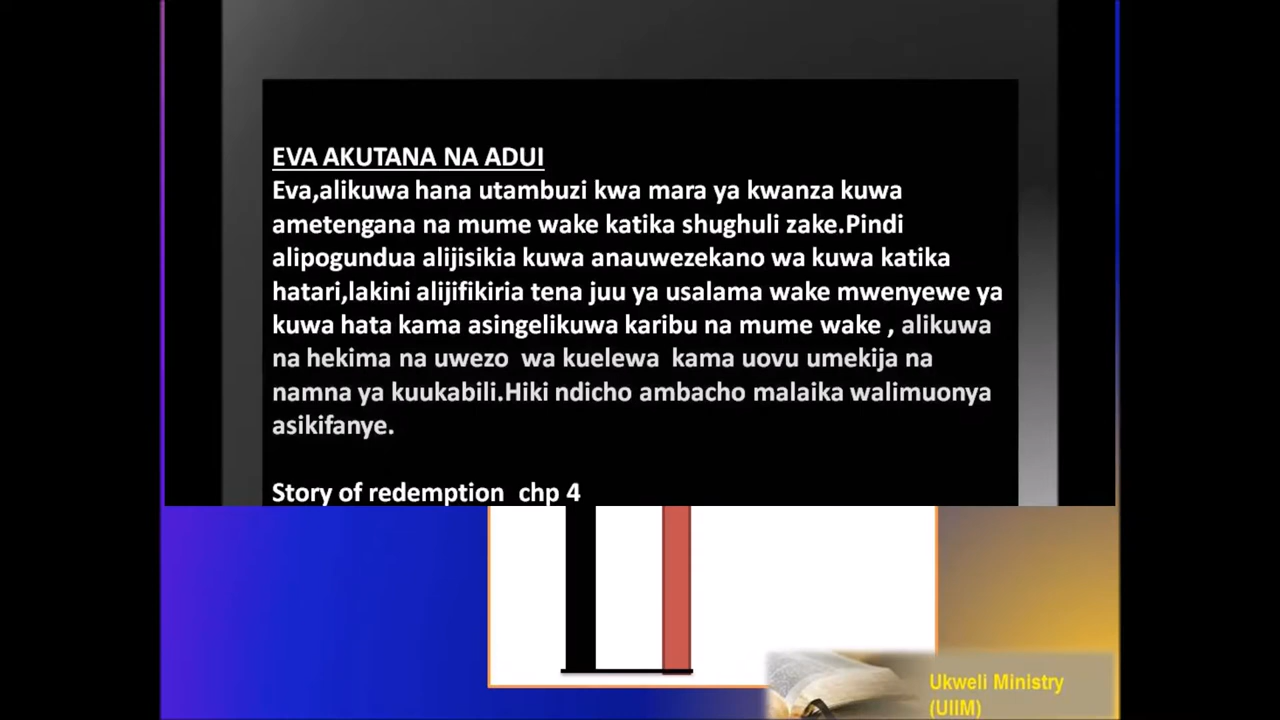 EVA AKUTANA NA ADUI
Eva,alikuwa hana utambuzi kwa mara ya kwanza kuwa
ametengana na mume wake katika shughuli zake.Pindi
alipogundua alijisikia kuwa anauwezekano wa kuwa katika
hatari,lakini alijifikiria tena juu ya usalama wake mwenyewe ya
kuwa hata kama asingelikuwa karibu na mume wake , alikuwa
na hekima na uwezo wa kuelewa kama uovu umekija na
namna ya kuukabili.Hiki ndicho ambacho malaika walimuonya
asikifanye.
Story of redemption chp 4
Ukweli Ministry
(UIIM)